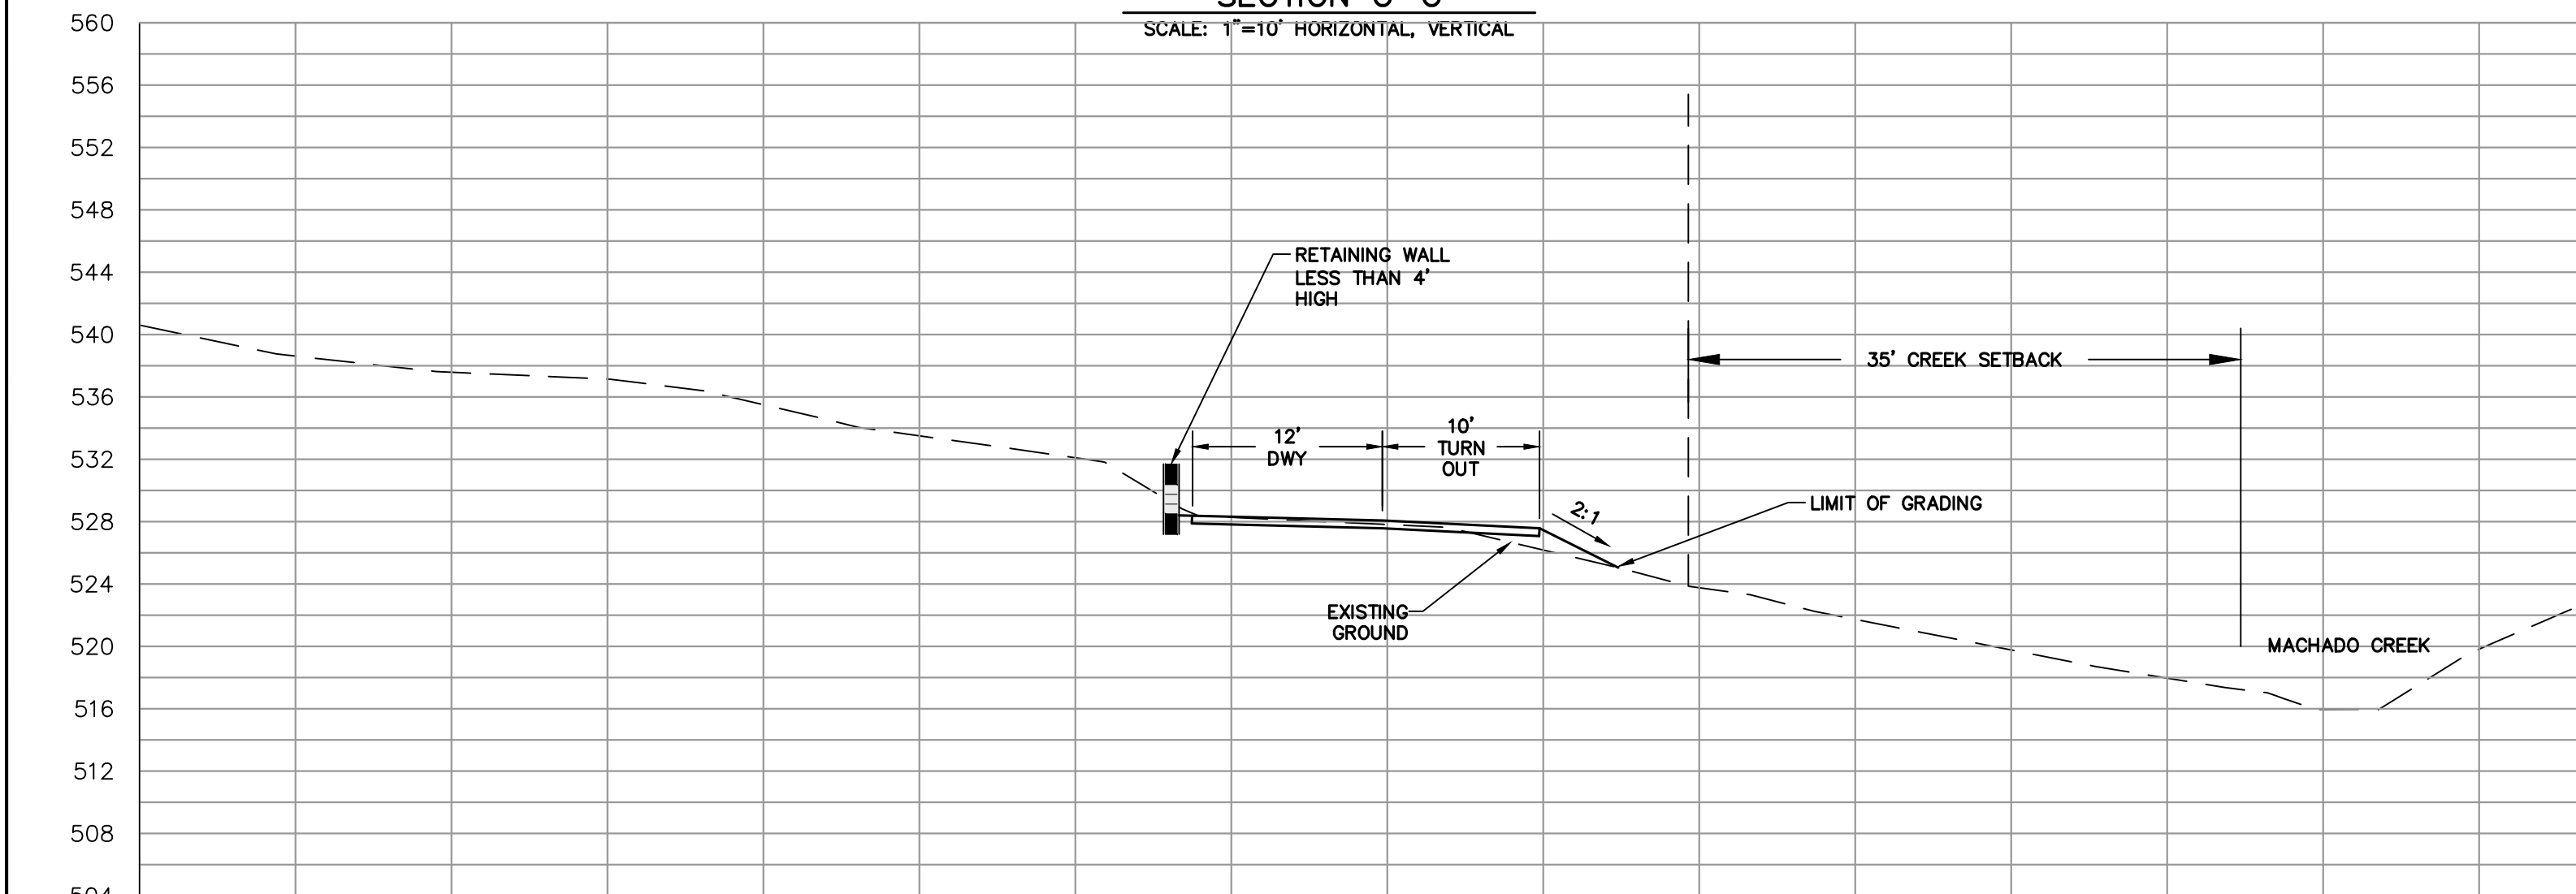 SCALE: 1"=10' HORIZONTAL, VERTICAL
560
556
552
548
544
540
536
532
528
524
520
516
512
508
RETAINING WALL
LESS THAN 4'
HIGH
35' CREEK SETBACK
12'
DWY
10'
TURN
OUT
2:1
LIMIT OF GRADING
EXISTING
GROUND
MACHADO CREEK